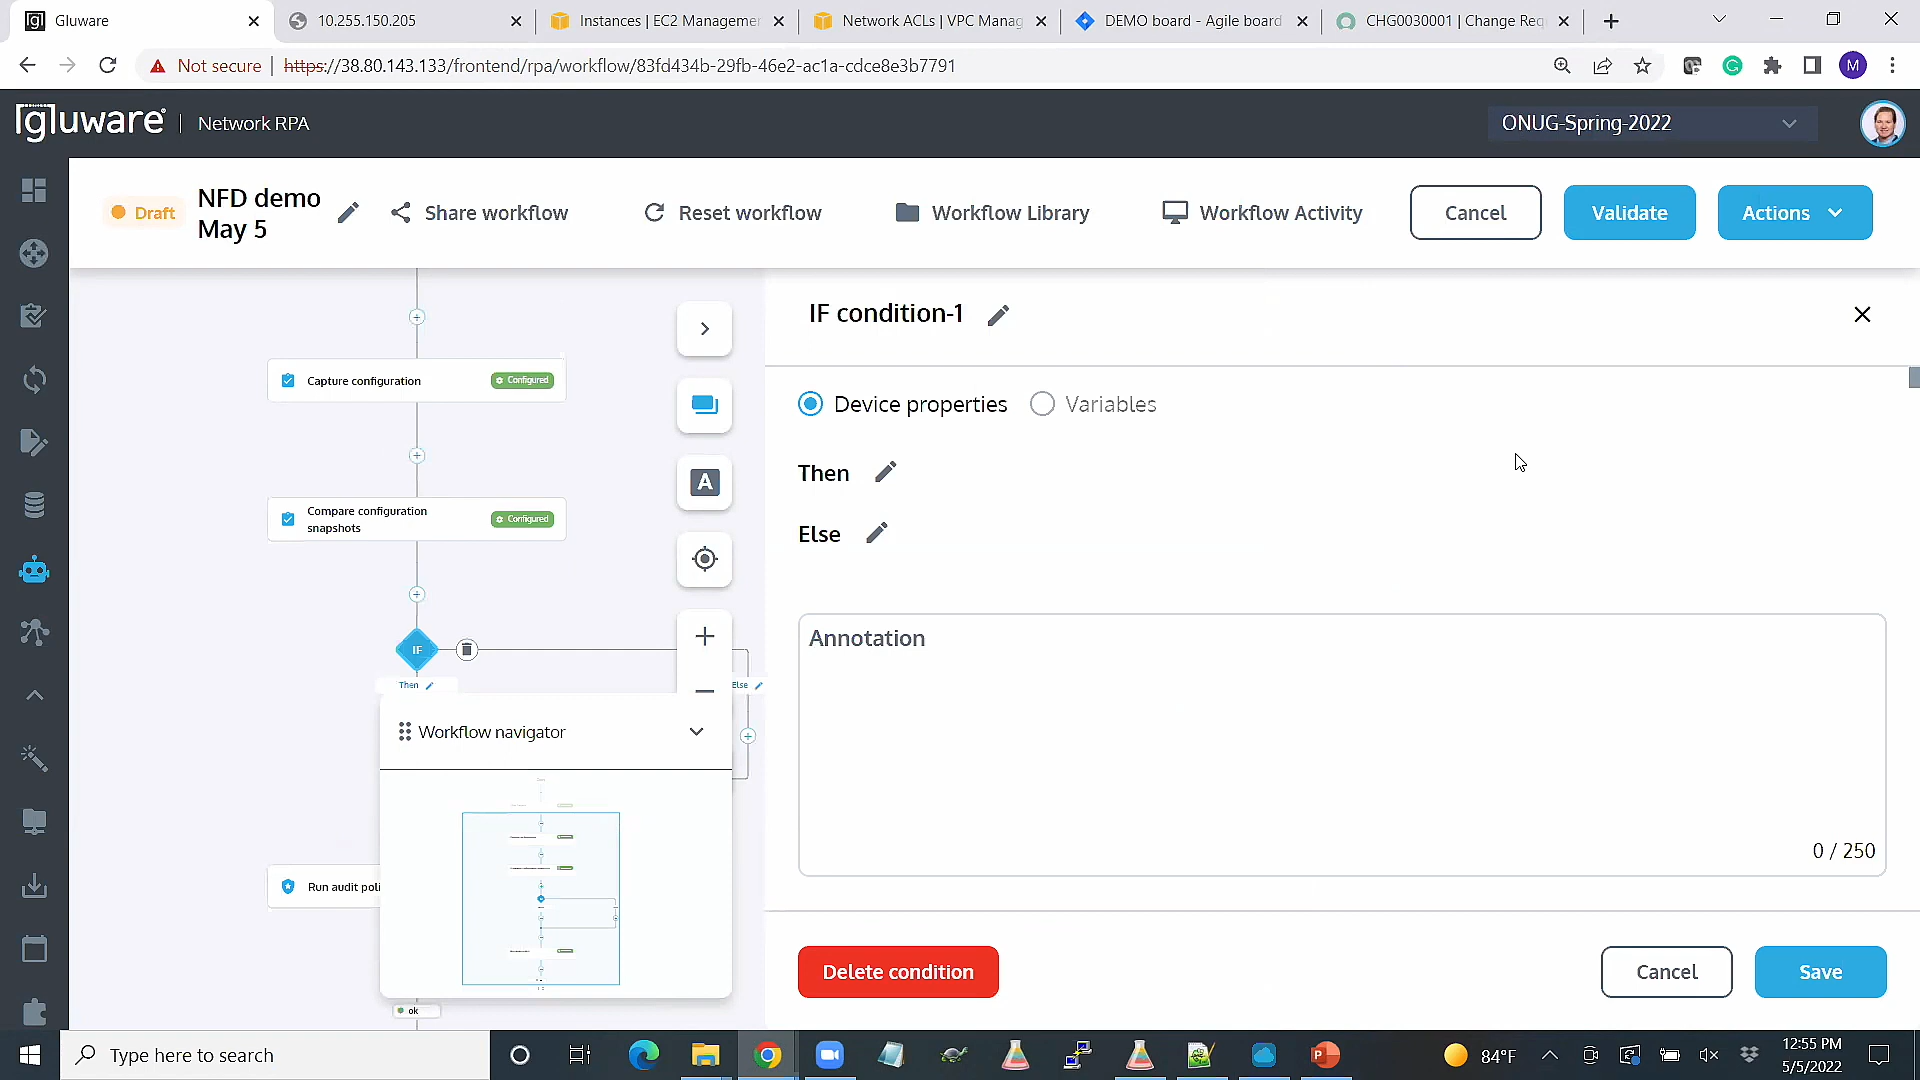 Gluware
10.255.150.205
Instances | EC2 Managemen
Network ACLs | VPC Manag
DEMO board - Agile board
CHG0030001 | Change Req
Not secure
https://38.80.143.133/frontend/rpa/workflow/83fd434b-29fb-46e2-ac1a-cdce8e3b7791
M
gluware
Network RPA
ONUG-Spring-2022
Draft
NFD demo
May 5
Share workflow
Reset workflow
Workflow Library
Workflow Activity
Cancel
Validate
Actions
IF condition-1
Capture configuration
Configured
Device properties
Variables
A
Then
Compare configuration
snapshots
Configured
Else
IF
Then
Else
Annotation
Workflow navigator
0 / 250
Run audit poli
ok
Delete condition
Cancel
Save
Type here to search
84°F
12:55 PM
5/5/2022